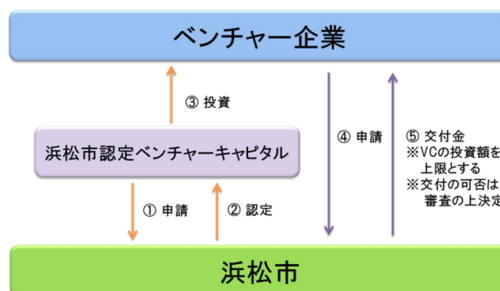 ベンチャー企業
③ 投資
浜松市認定ベンチャーキャピタル
① 申請
② 認定
④ 申請
⑤ 交付金
※VCの投資額を
上限とする
※交付の可否は
審査の上決定
浜松市